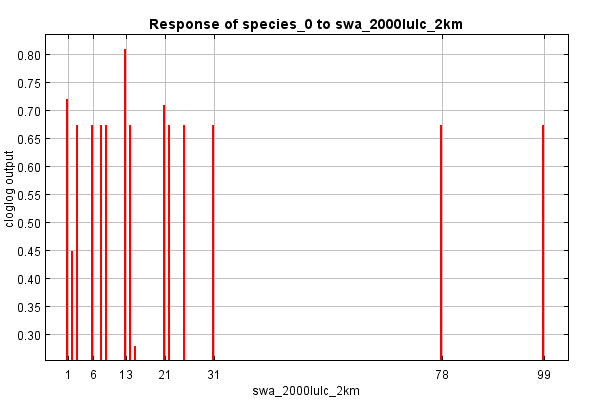 Response of species_0 to swa_2000lulc_2km
cloglog output
0.80
0.75
0.70
0.65
0.60
0.55
0.50
0.45
0.40
0.35
0.30
1 6 13 21 31 78 99
swa_2000lulc_2km